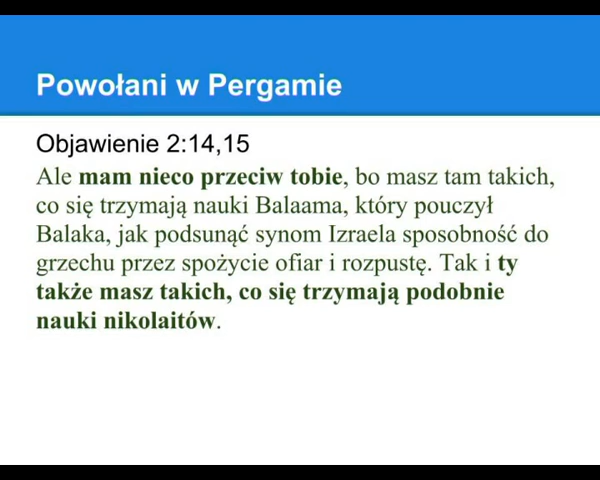 Powołani w Pergamie
Objawienie 2:14,15
Ale mam nieco przeciw tobie, bo masz tam takich,
co się trzymają nauki Balaama, który pouczył
Balaka, jak podsunąć synom Izraela sposobność do
grzechu przez spożycie ofiar i rozpustę. Tak i ty
także masz takich, co się trzymają podobnie
nauki nikolaitów.